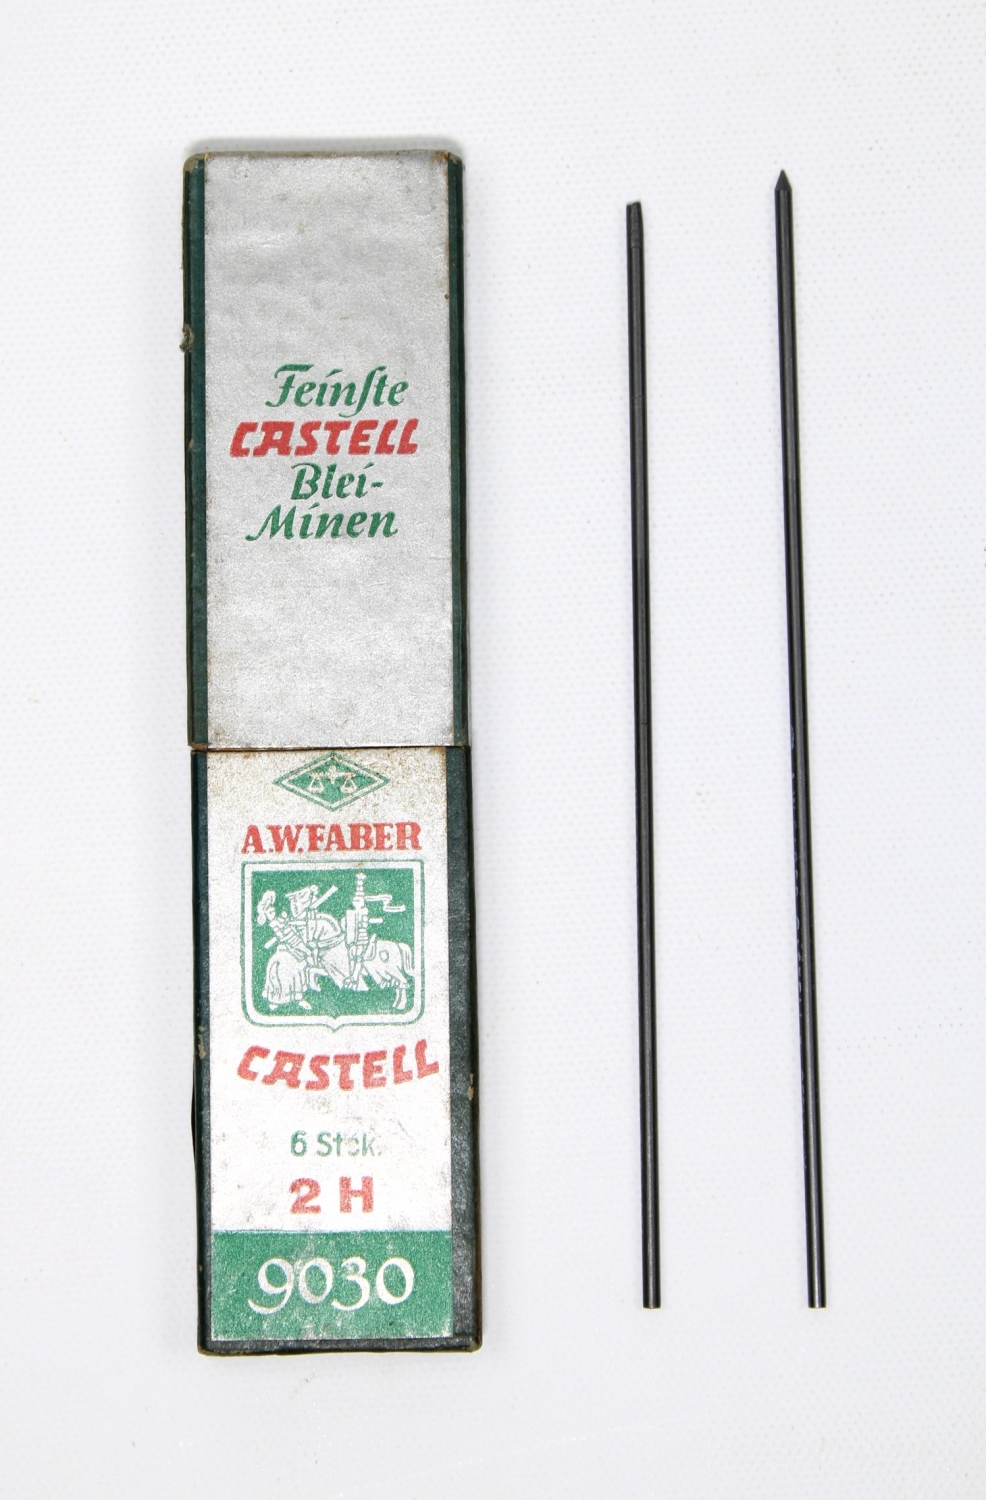 Feinſte
CASTELL
Blei-
Minen
A.W.FABER
CASTELL
6 Stck.
2 H
9030